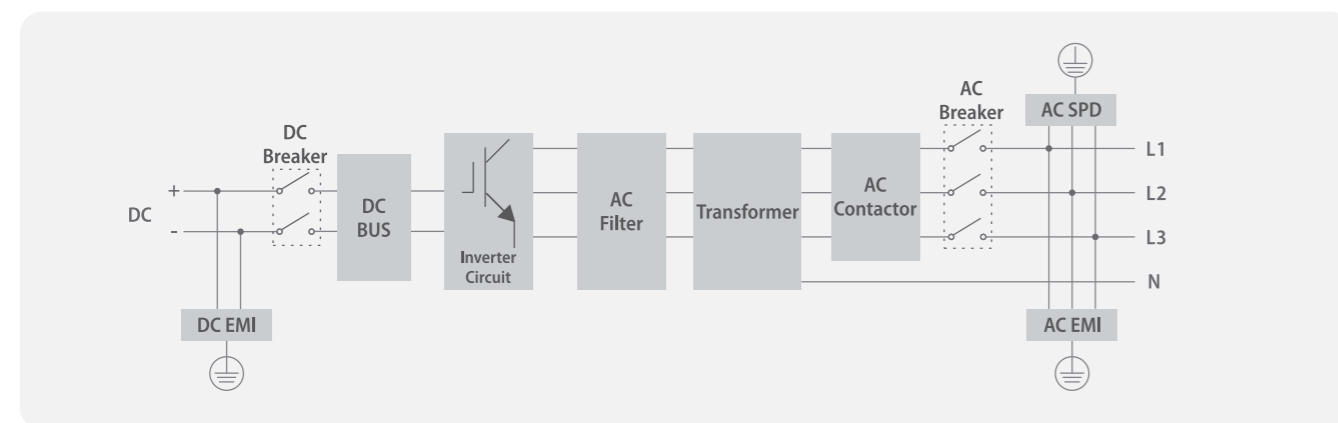 DC
+
-
DC
Breaker
DC EMI
DC
BUS
Inverter
Circuit
AC
Filter
Transformer
AC
Contactor
AC
Breaker
AC SPD
L1
L2
L3
N
AC EMI